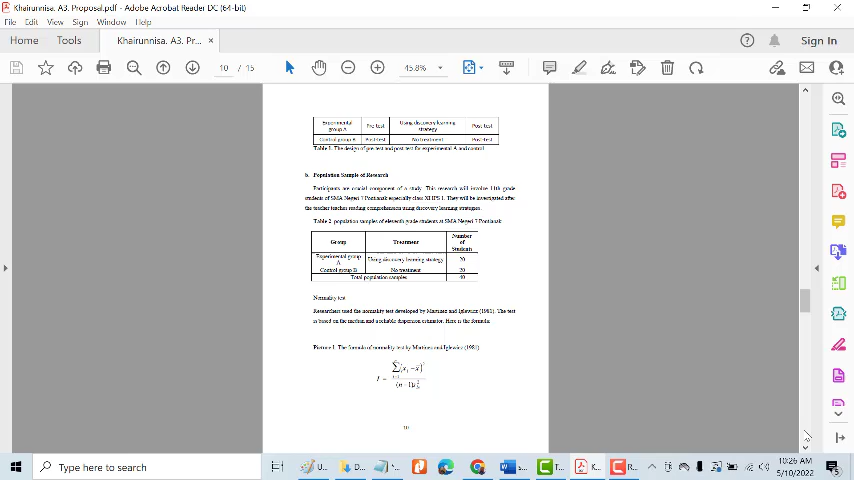 Khairunnisa. A3. Proposal.pdf - Adobe Acrobat Reader DC (64-bit)
File Edit View Sign Window Help
Home Tools Khairunnisa. A3. Pr... × Sign In
10 / 15 45.8%
Experimental group A Pre-test Using discovery learning strategy Post-test
Control group B Post-test No treatment Post-test
Table 1. The design of pre-test and post-test for experimental A and control
b. Population Sample of Research
Participants are crucial component of a study. This research will involve 11th grade
students of SMA Negeri 7 Pontianak especially class XI IPS 1. They will be investigated after
the teacher teacher reading comprehension using discovery learning strategies.
Table 2. population samples of eleventh grade students at SMA Negeri 7 Pontianak
Group Treatment Number of Students
Experimental group A Using discovery learning strategy 20
Control group B No treatment 20
Total population samples 40
Normality test
Researchers used the normality test developed by Martinez and Iglewicz (1981). The test
is based on the median and a reliable dispersion estimator. Here is the formula:
Picture 1. The formula of normality test by Martinez and Iglewicz (1981)
10
Type here to search U... D... "... s... T... K... R... 10:26 AM
5/10/2022 5